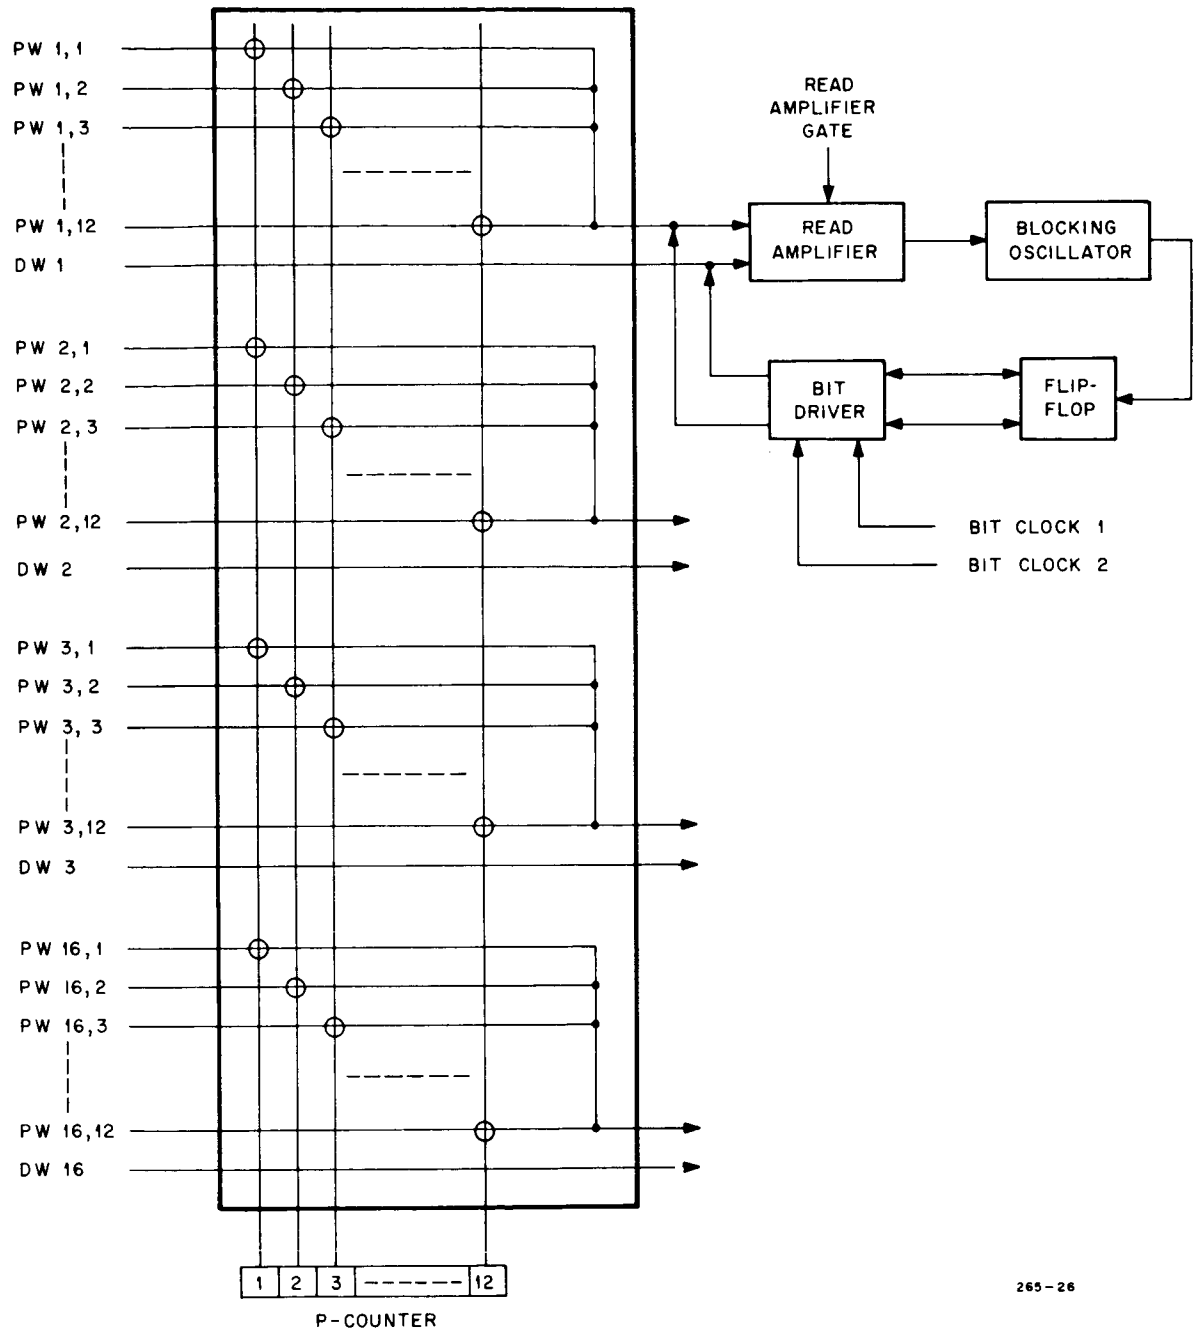 PW 1,1
PW 1,2
PW 1,3
PW 1,12
DW 1
READ
AMPLIFIER
GATE
READ
AMPLIFIER
BLOCKING
OSCILLATOR
PW 2,1
PW 2,2
PW 2,3
PW 2,12
DW 2
BIT
DRIVER
FLIP-
FLOP
BIT CLOCK 1
BIT CLOCK 2
PW 3,1
PW 3,2
PW 3,3
PW 3,12
DW 3
PW 16,1
PW 16,2
PW 16,3
PW 16,12
DW 16
1 2 3 12
P-COUNTER
265-26